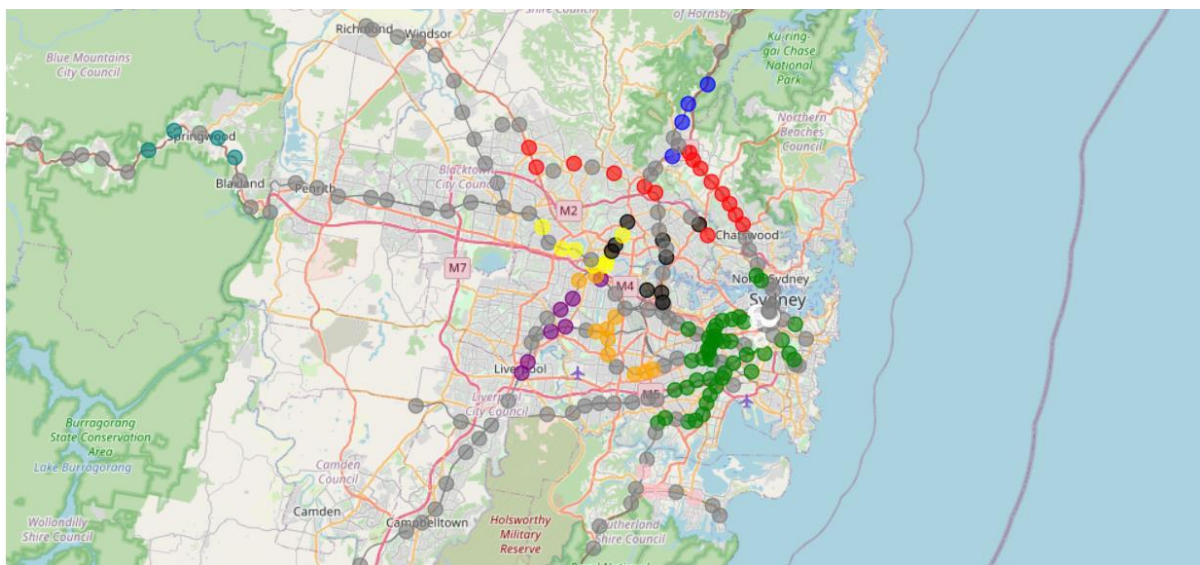 Shire Council
of Hornsby
Richmond
Windsor
Ku-ring-
gai Chase
National
Park
Blue Mountains
City Council
Northern
Beaches
Council
Springwood
Blacktown
City Council
Blaxland
Penrith
M2
Chatswood
M7
M4
North Sydney
Sydney
Liverpool
M5
Liverpool
City Council
Burragorang
State Conservation
Area
Lake Burragorang
Camden
Council
Camden
Campbelltown
Wollondilly
Shire Council
Holsworthy
Military
Reserve
Sutherland
Shire Council